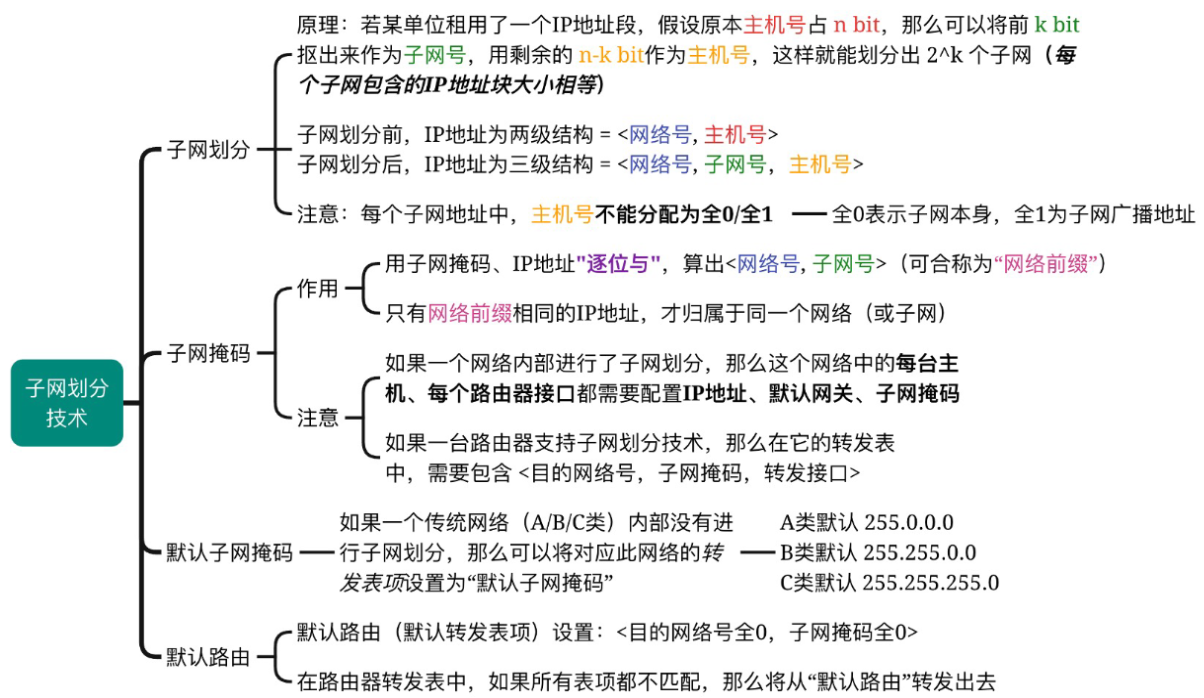 原理：若某单位租用了一个IP地址段，假设原本主机号占 n bit，那么可以将前 k bit
抠出来作为子网号，用剩余的 n-k bit作为主机号，这样就能划分出 2^k 个子网（每
个子网包含的IP地址块大小相等）
子网划分
子网划分前，IP地址为两级结构 = <网络号, 主机号>
子网划分后，IP地址为三级结构 = <网络号, 子网号， 主机号>
注意：每个子网地址中，主机号不能分配为全0/全1
全0表示子网本身，全1为子网广播地址
子网划分
技术
子网掩码
作用
用子网掩码、IP地址"逐位与"，算出<网络号, 子网号>（可合称为“网络前缀”）
只有网络前缀相同的IP地址，才归属于同一个网络（或子网）
注意
如果一个网络内部进行了子网划分，那么这个网络中的每台主
机、每个路由器接口都需要配置IP地址、默认网关、子网掩码
如果一台路由器支持子网划分技术，那么在它的转发表
中，需要包含 <目的网络号，子网掩码，转发接口>
默认子网掩码
如果一个传统网络（A/B/C类）内部没有进
行子网划分，那么可以将对应此网络的转
发表项设置为“默认子网掩码”
A类默认 255.0.0.0
B类默认 255.255.0.0
C类默认 255.255.255.0
默认路由
默认路由（默认转发表项）设置：<目的网络号全0，子网掩码全0>
在路由器转发表中，如果所有表项都不匹配，那么将从“默认路由”转发出去